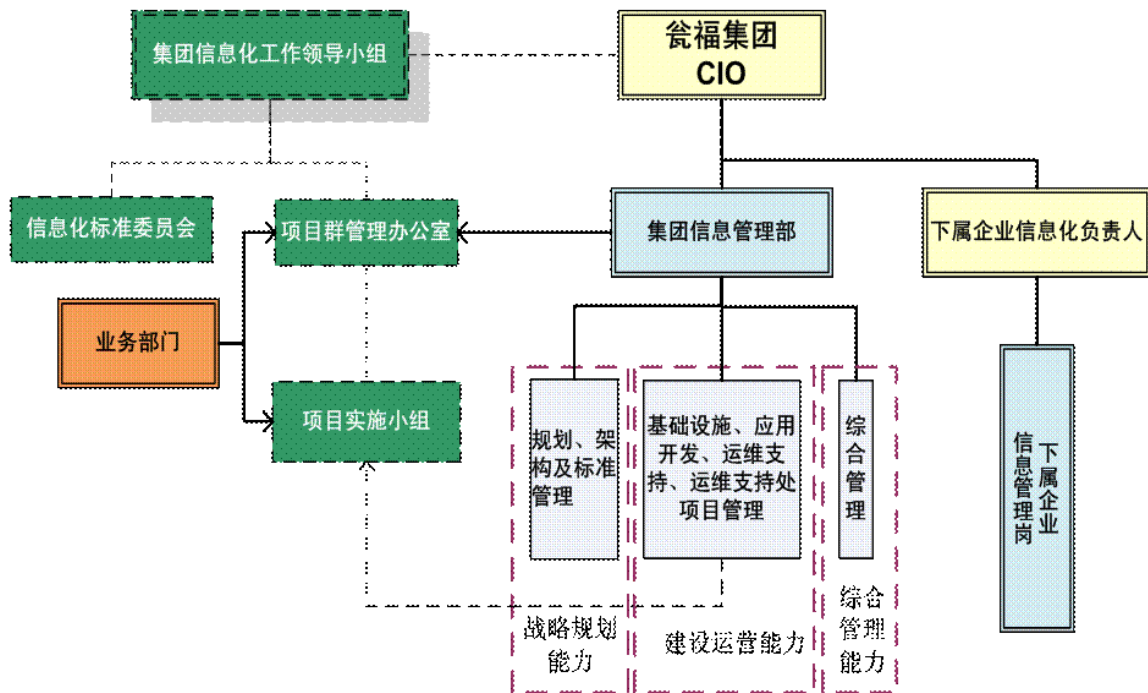 集团信息化工作领导小组
瓮福集团
CIO
信息化标准委员会
项目群管理办公室
集团信息管理部
下属企业信息化负责人
业务部门
项目实施小组
规划、架
构及标准
管理
基础设施、应用
开发、运维支
持、运维支持处
项目管理
综合管理
下属企业
信息管理岗
战略规划
能力
建设运营能力
综合
管理
能力